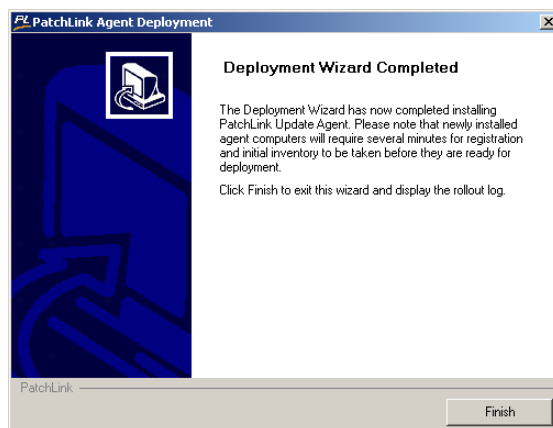 PL PatchLink Agent Deployment
Deployment Wizard Completed
The Deployment Wizard has now completed installing
PatchLink Update Agent. Please note that newly installed
agent computers will require several minutes for registration
and initial inventory to be taken before they are ready for
deployment.
Click Finish to exit this wizard and display the rollout log.
PatchLink
Finish